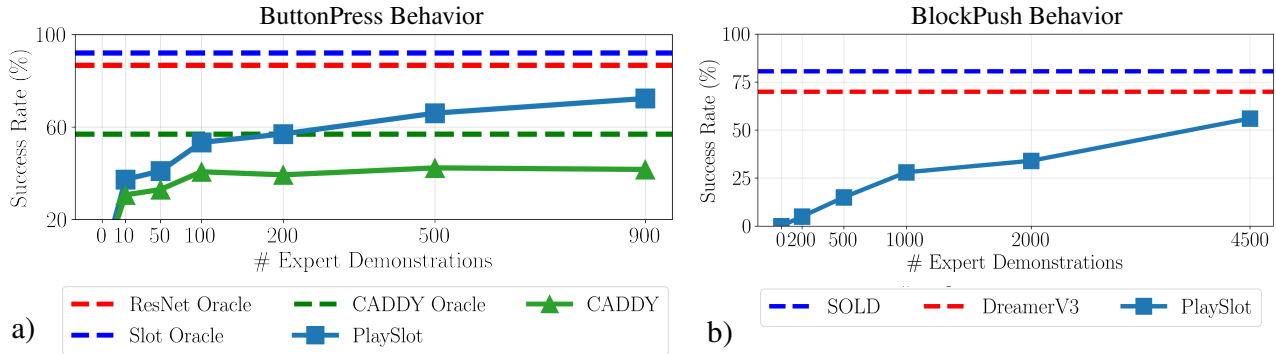 ButtonPress Behavior
100
60
20
Success Rate (%)
0 10 50 100 200 500 900
# Expert Demonstrations
ResNet Oracle
CADDY Oracle
CADDY
Slot Oracle
PlaySlot
a)
BlockPush Behavior
100
75
50
25
0
Success Rate (%)
0 200 500 1000 2000 4500
# Expert Demonstrations
SOLD
DreamerV3
PlaySlot
b)